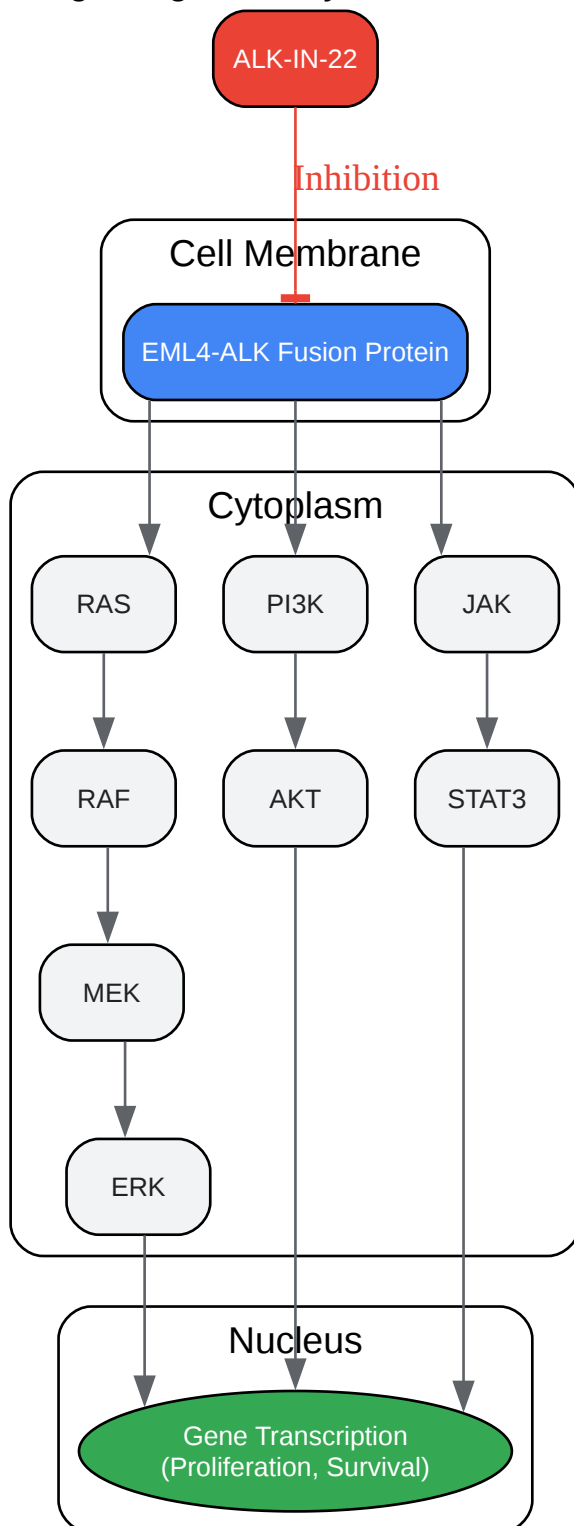 ALK-IN-22
Inhibition
Cell Membrane
EML4-ALK Fusion Protein
Cytoplasm
RAS
PI3K
JAK
RAF
AKT
STAT3
MEK
ERK
Nucleus
Gene Transcription
(Proliferation, Survival)